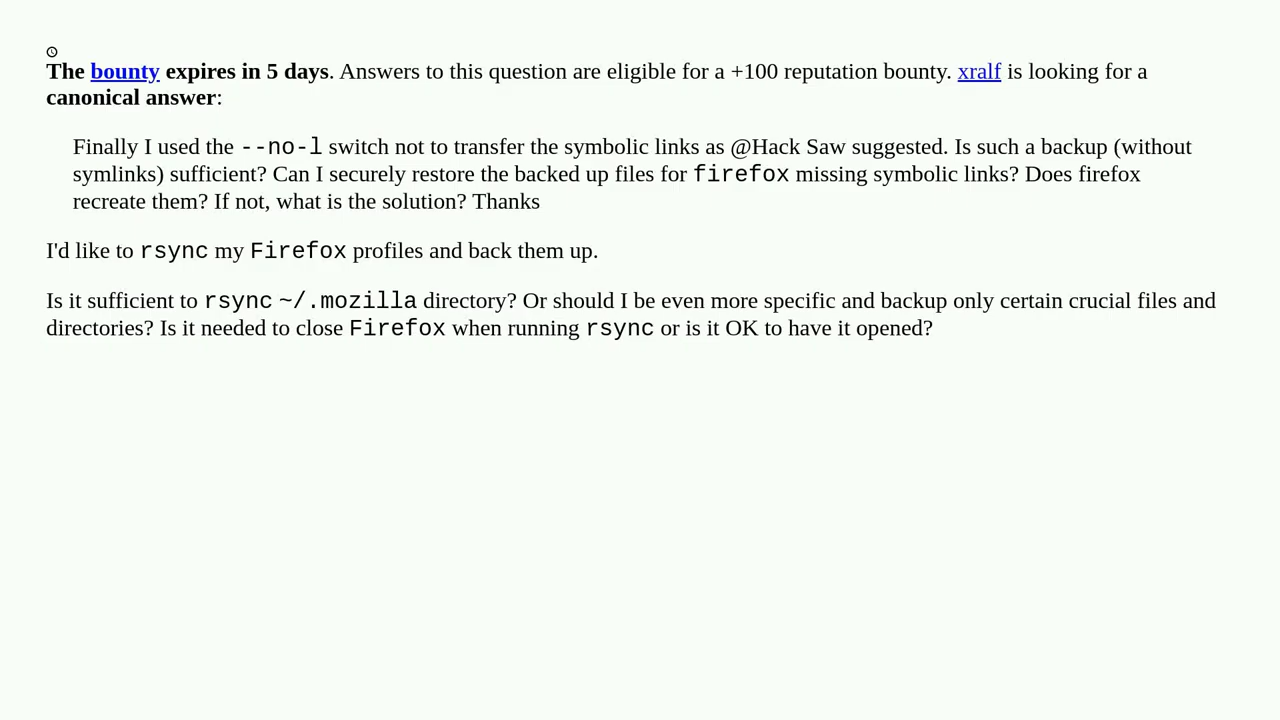 The bounty expires in 5 days. Answers to this question are eligible for a +100 reputation bounty. xralf is looking for a
canonical answer:
Finally I used the --no-l switch not to transfer the symbolic links as @Hack Saw suggested. Is such a backup (without
symlinks) sufficient? Can I securely restore the backed up files for firefox missing symbolic links? Does firefox
recreate them? If not, what is the solution? Thanks
I'd like to rsync my Firefox profiles and back them up.
Is it sufficient to rsync ~/.mozilla directory? Or should I be even more specific and backup only certain crucial files and
directories? Is it needed to close Firefox when running rsync or is it OK to have it opened?